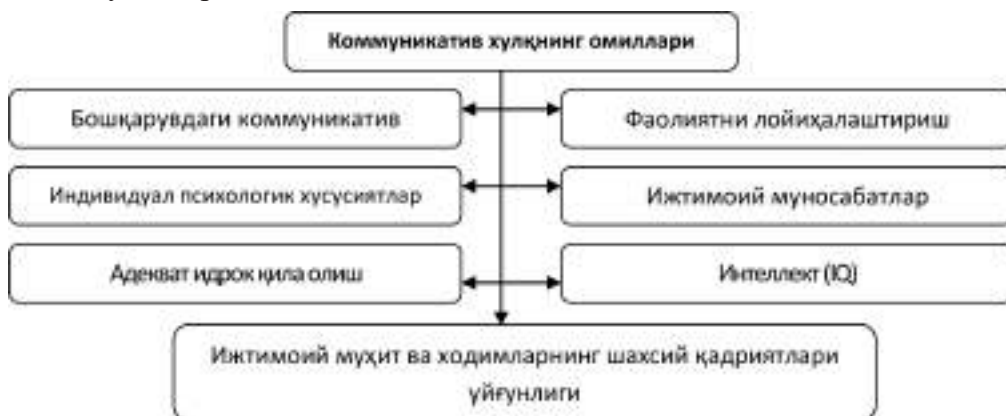 Коммуникатив хулқнинг омиллари
Бошқарувдаги коммуникатив
Фаолиятни лойиҳалаштириш
Индивидуал психологик хусусиятлар
Ижтимоий муносабатлар
Адекват идрок қила олиш
Интеллект (IQ)
Ижтимоий муҳит ва ходимларнинг шахсий қадриятлари
уйғунлиги